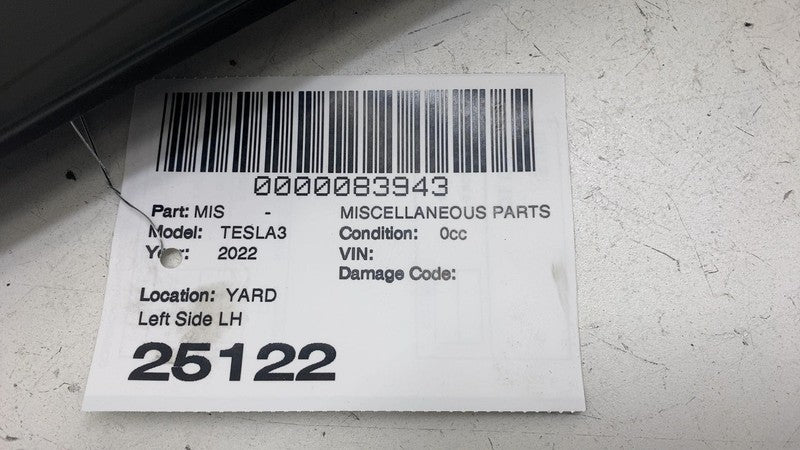 0000083943
Part: MIS - MISCELLANEOUS PARTS
Model: TESLA3 Condition: 0cc
Year: 2022 VIN:
Damage Code:
Location: YARD
Left Side LH
25122